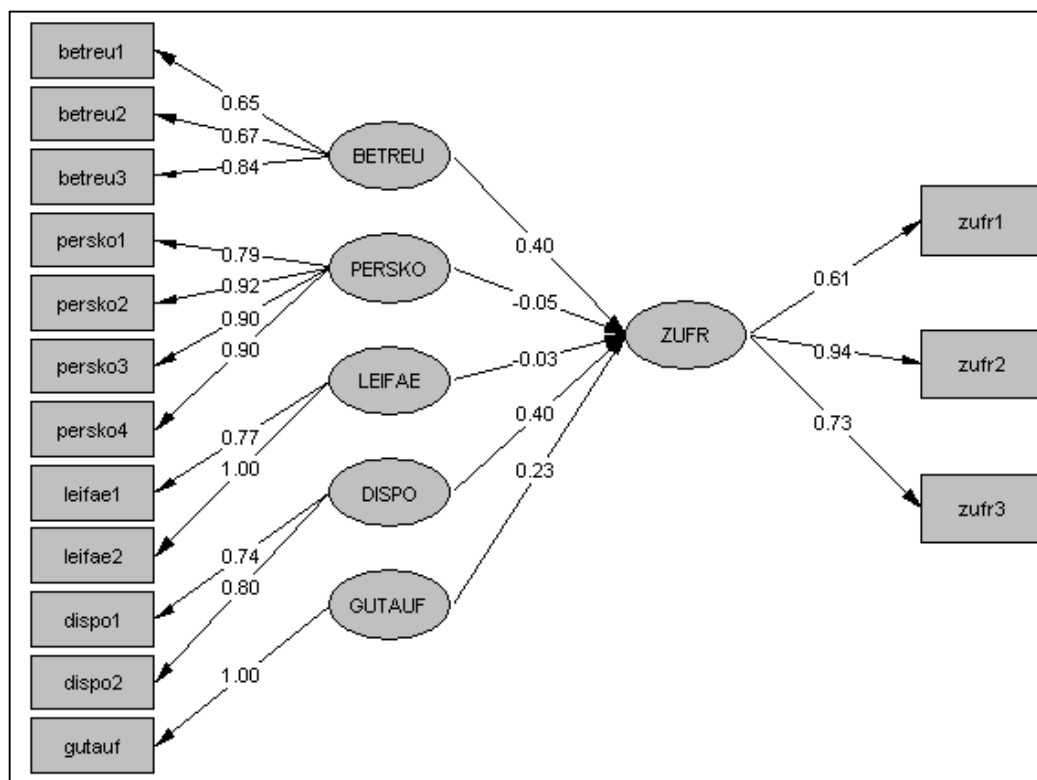 betreu1
betreu2
betreu3
persko1
persko2
persko3
persko4
leifae1
leifae2
dispo1
dispo2
gutauf
0.65
0.67
0.84
0.79
0.92
0.90
0.90
0.77
1.00
0.74
0.80
1.00
BETREU
PERSKO
LEIFAE
DISPO
GUTAUF
0.40
-0.05
-0.03
0.40
0.23
ZUFR
0.61
0.94
0.73
zufr1
zufr2
zufr3